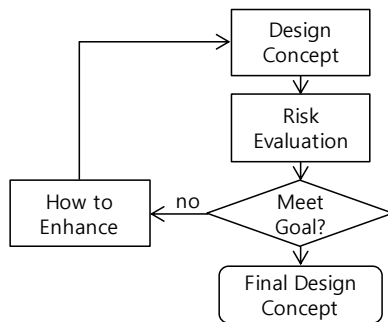 Design
Concept
Risk
Evaluation
How to
Enhance
no
Meet
Goal?
Final Design
Concept